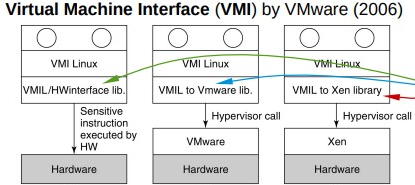 Virtual Machine Interface (VMI) by VMware (2006)
VMI Linux
VMIL/HWinterface lib.
Sensitive
instruction
executed by
HW
Hardware
VMI Linux
VMIL to Vmware lib.
Hypervisor call
VMware
Hardware
VMI Linux
VMIL to Xen library
Hypervisor call
Xen
Hardware